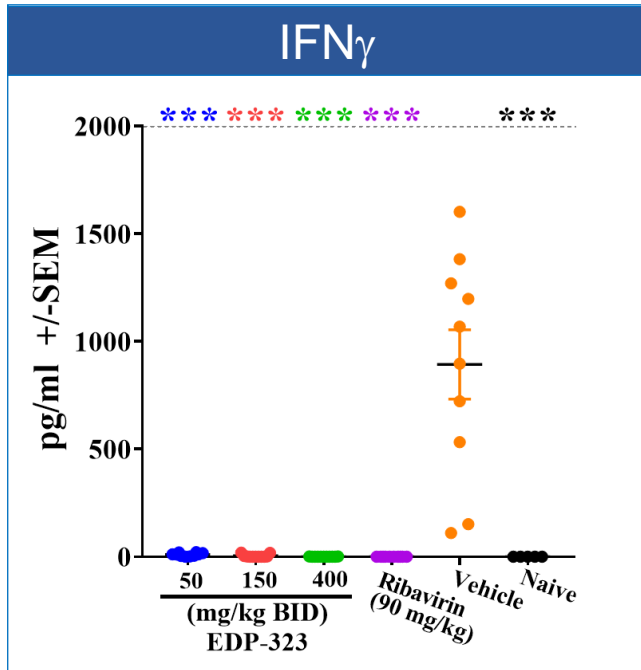 IFNγ
*** *** *** *** ***
2000
1500
1000
500
0
pg/ml +/-SEM
50 150 400 Ribavirin (90 mg/kg) Vehicle Naive
(mg/kg BID)
EDP-323